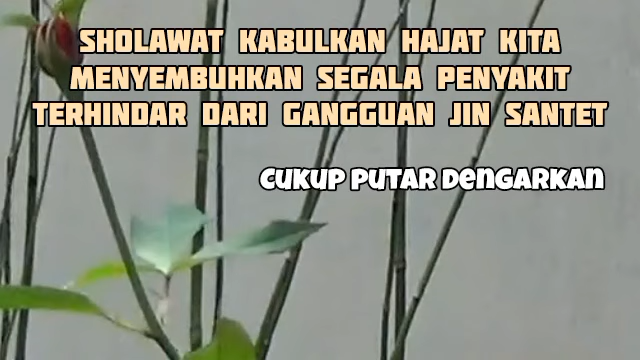 SHOLAWAT KABULKAN HAJAT KITA
MENYEMBUHKAN SEGALA PENYAKIT
TERHINDAR DARI GANGGUAN JIN SANTET
CUKUP PUTAR DENGARKAN